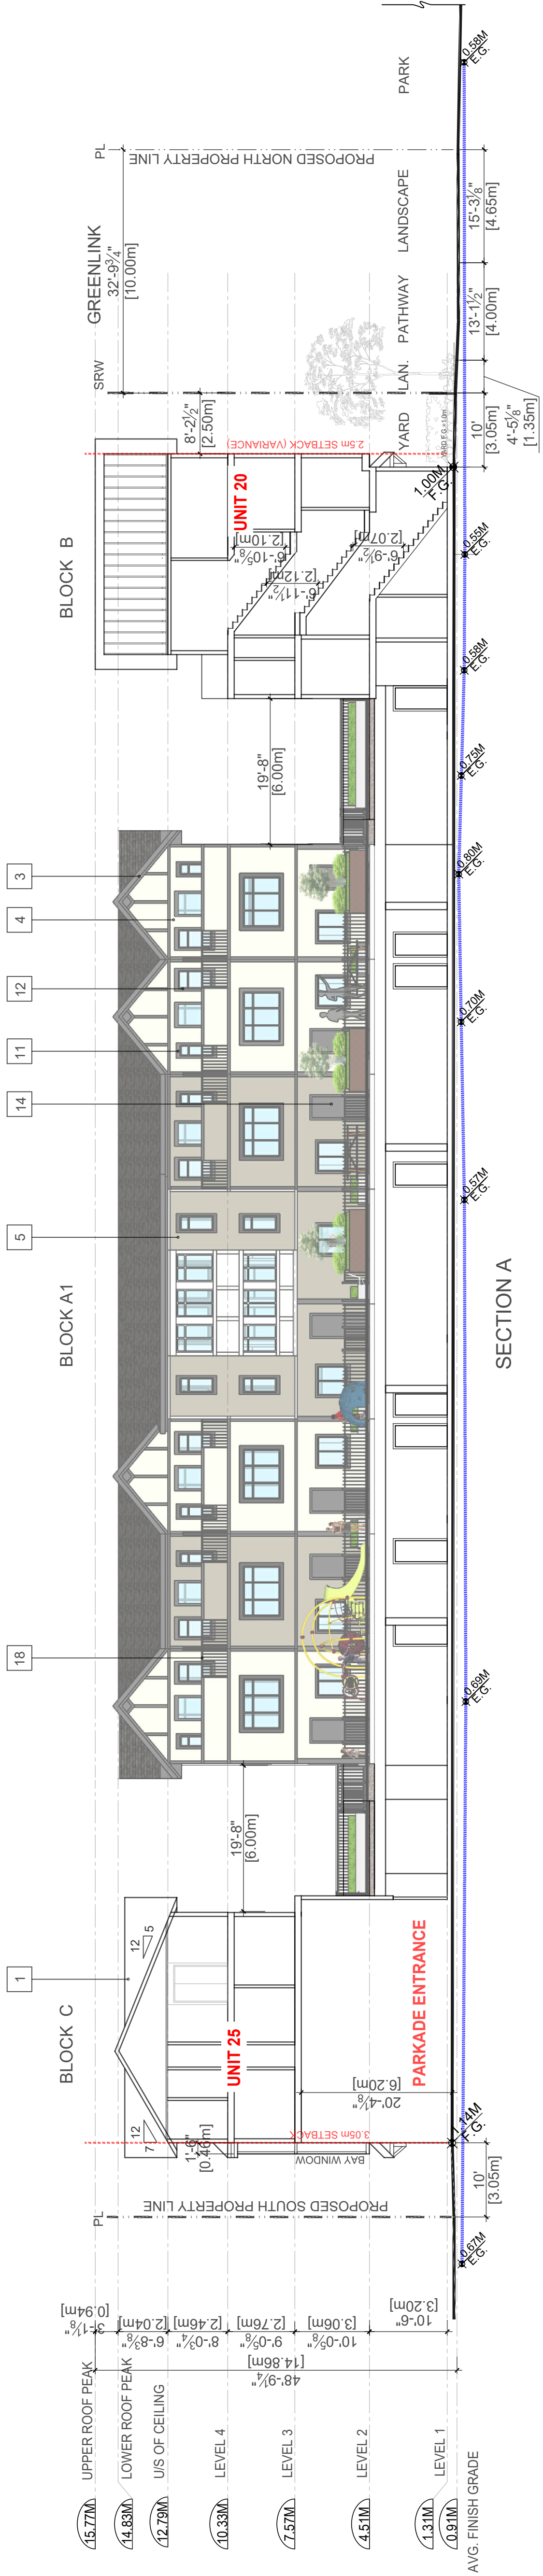 BLOCK C
BLOCK A1
BLOCK B
1
18
5
14
11
12
4
3
UPPER ROOF PEAK
15.77M
LOWER ROOF PEAK
14.83M
U/S OF CEILING
12.79M
LEVEL 4
10.33M
LEVEL 3
7.57M
LEVEL 2
4.51M
LEVEL 1
1.31M
0.91M
AVG. FINISH GRADE
3'-1⅛"
[0.94m]
6'-8⅜"
[2.04m]
8'-0¾"
[2.46m]
9'-0⅝"
[2.76m]
10'-0⅝"
[3.06m]
10'-6"
[3.20m]
48'-9¼"
[14.86m]
PL
PROPOSED SOUTH PROPERTY LINE
10'
[3.05m]
3.05m SETBACK
BAY WINDOW
1'-6"
[0.46m]
12
7
12
5
UNIT 25
20'-4⅛"
[6.20m]
PARKADE ENTRANCE
19'-8"
[6.00m]
19'-8"
[6.00m]
UNIT 20
6'-10⅝"
[2.10m]
6'-11½"
[2.12m]
6'-9½"
[2.07m]
2.5m SETBACK (VARIANCE)
8'-2½"
[2.50m]
SRW
GREENLINK
32'-9¾"
[10.00m]
PL
PROPOSED NORTH PROPERTY LINE
YARD
LAN.
PATHWAY
LANDSCAPE
PARK
YARD F.G.=1.0m
10'
[3.05m]
4'-5⅛"
[1.35m]
13'-1½"
[4.00m]
15'-3⅛"
[4.65m]
0.67M
E.G.
1.14M
F.G.
0.69M
E.G.
0.57M
E.G.
0.70M
E.G.
0.80M
E.G.
0.75M
E.G.
0.58M
E.G.
0.55M
E.G.
1.00M
F.G.
0.58M
E.G.
SECTION A